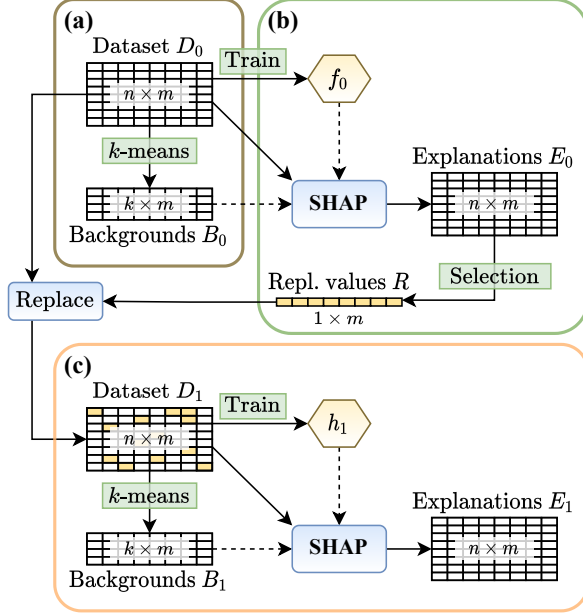 (a)
(b)
Dataset D₀
Train
f₀
n × m
k-means
Explanations E₀
k × m
SHAP
n × m
Backgrounds B₀
Selection
Repl. values R
Replace
1 × m
(c)
Dataset D₁
Train
h₁
n × m
k-means
Explanations E₁
k × m
SHAP
n × m
Backgrounds B₁